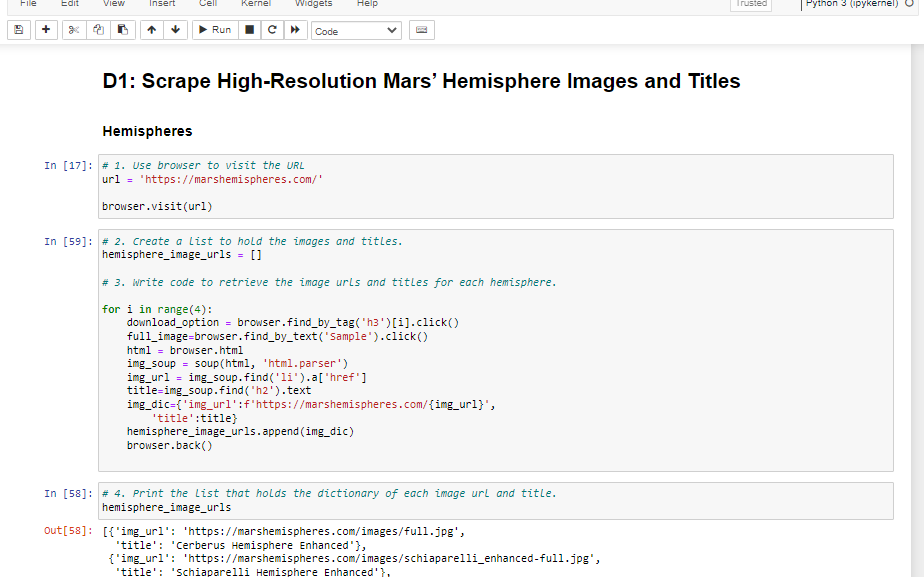 File Edit View Insert Cell Kernel Widgets Help Trusted Python 3 (ipykernel)
Run Code
D1: Scrape High-Resolution Mars’ Hemisphere Images and Titles
Hemispheres
In [17]: # 1. Use browser to visit the URL
url = 'https://marshemispheres.com/'
browser.visit(url)
In [59]: # 2. Create a list to hold the images and titles.
hemisphere_image_urls = []
# 3. Write code to retrieve the image urls and titles for each hemisphere.
for i in range(4):
    download_option = browser.find_by_tag('h3')[i].click()
    full_image=browser.find_by_text('Sample').click()
    html = browser.html
    img_soup = soup(html, 'html.parser')
    img_url = img_soup.find('li').a['href']
    title=img_soup.find('h2').text
    img_dic={'img_url':f'https://marshemispheres.com/{img_url}',
        'title':title}
    hemisphere_image_urls.append(img_dic)
    browser.back()
In [58]: # 4. Print the list that holds the dictionary of each image url and title.
hemisphere_image_urls
Out[58]: [{'img_url': 'https://marshemispheres.com/images/full.jpg',
  'title': 'Cerberus Hemisphere Enhanced'},
 {'img_url': 'https://marshemispheres.com/images/schiaparelli_enhanced-full.jpg',
  'title': 'Schiaparelli Hemisphere Enhanced'},